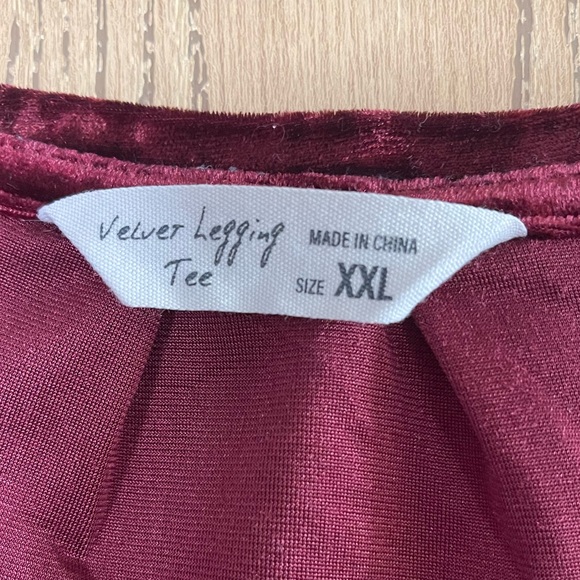 Velvet Legging
Tee
MADE IN CHINA
SIZE XXL